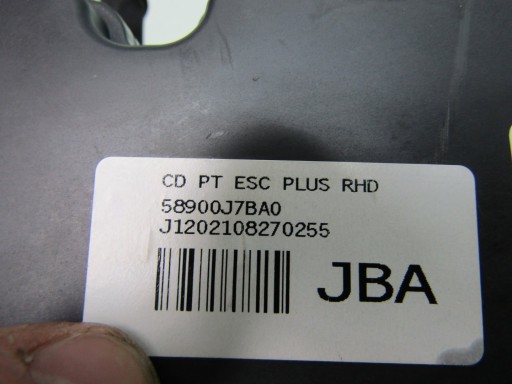 CD PT ESC PLUS RHD
58900J7BA0
J1202108270255
JBA